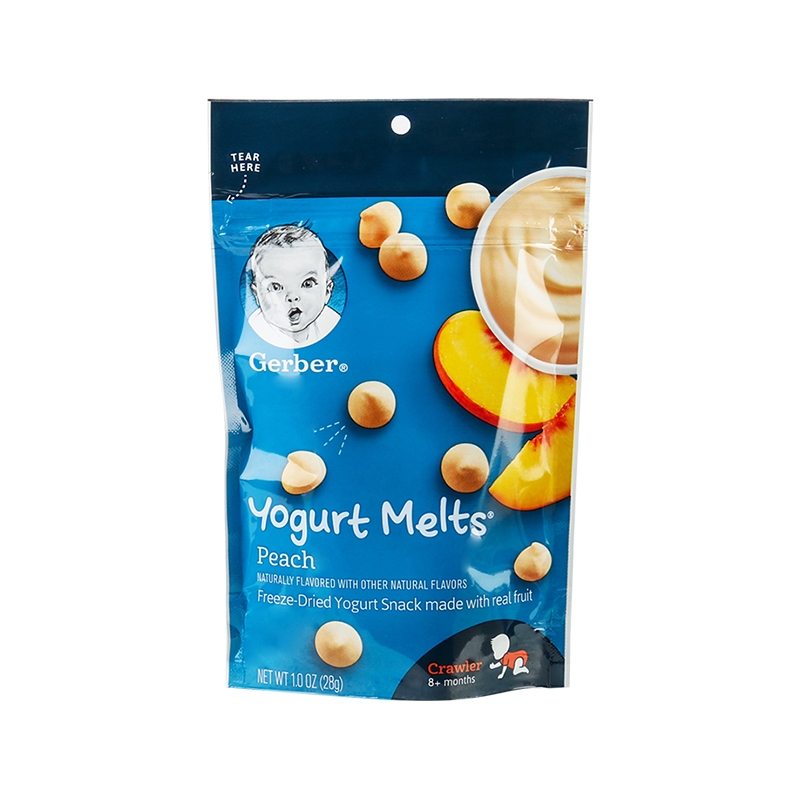 TEAR
HERE
Gerber®
Yogurt Melts®
Peach
NATURALLY FLAVORED WITH OTHER NATURAL FLAVORS
Freeze-Dried Yogurt Snack made with real fruit
Crawler
8+ months
NET WT 1.0 OZ (28g)